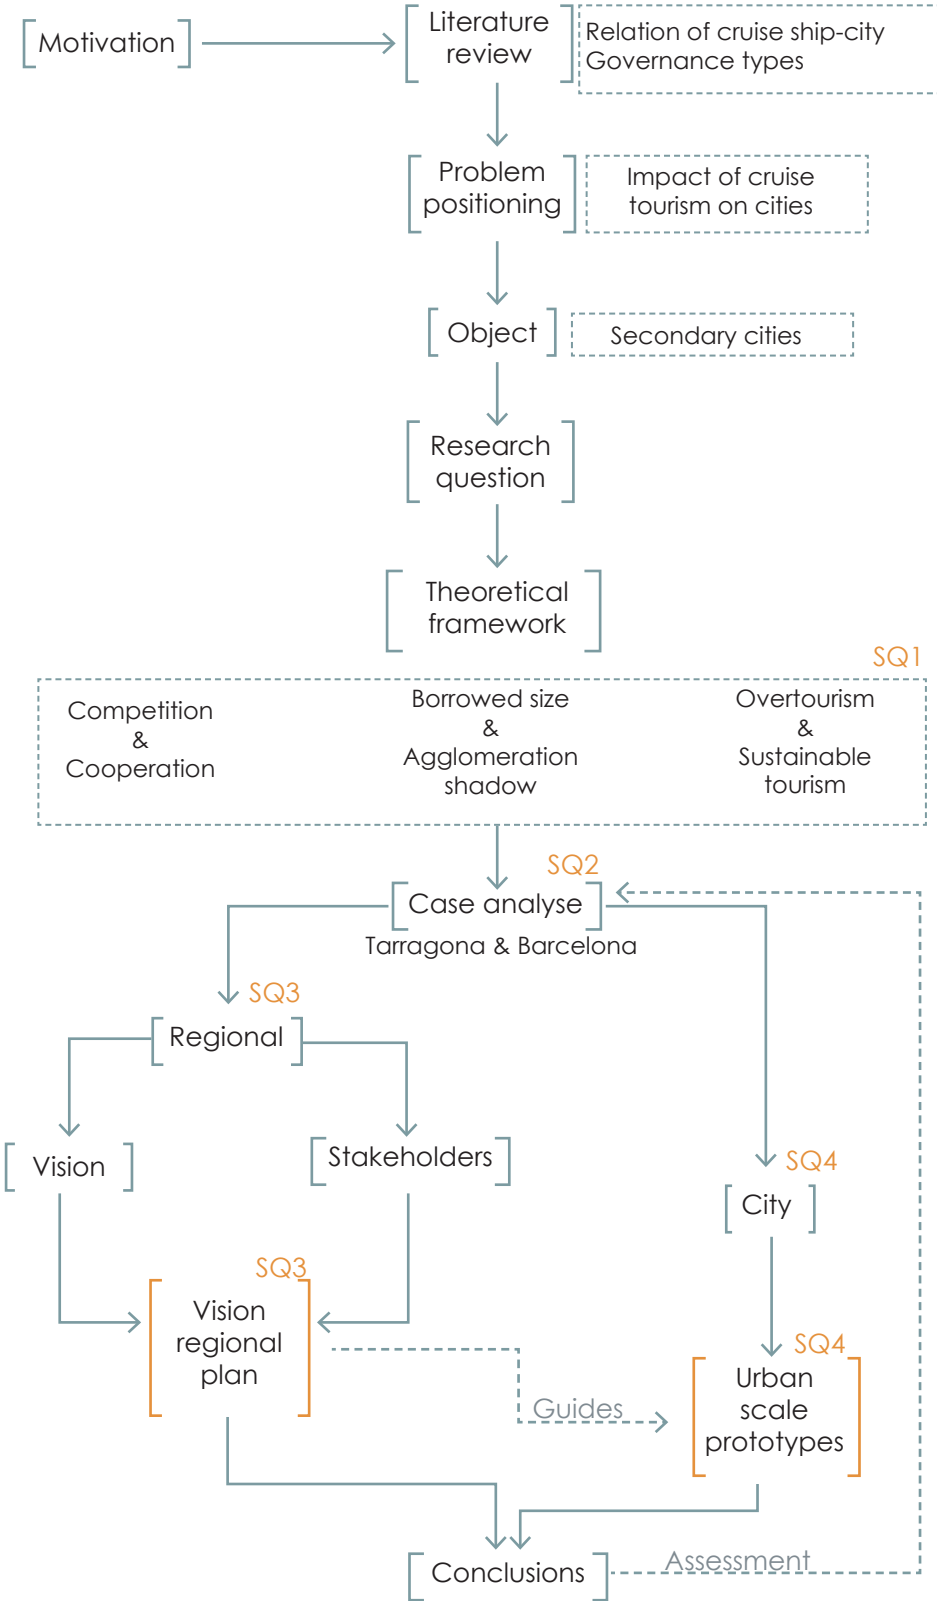 Motivation
Literature
review
Relation of cruise ship-city
Governance types
Problem
positioning
Impact of cruise
tourism on cities
Object
Secondary cities
Research
question
Theoretical
framework
SQ1
Competition
&
Cooperation
Borrowed size
&
Agglomeration
shadow
Overtourism
&
Sustainable
tourism
SQ2
Case analyse
Tarragona & Barcelona
SQ3
Regional
Vision
Stakeholders
SQ4
City
SQ3
Vision
regional
plan
Guides
SQ4
Urban
scale
prototypes
Conclusions
Assessment